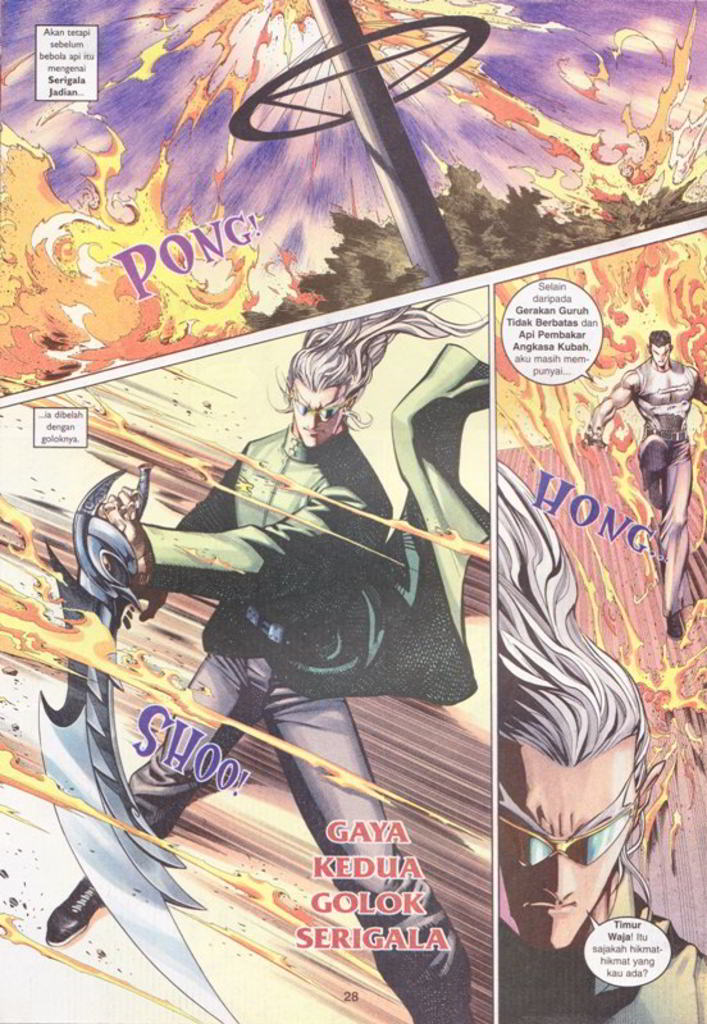 Akan tetapi
sebelum
bebola api itu
mengenai
Serigala
Jadian...
PONG!
...ia dibelah
dengan
goloknya.
SHOO!
GAYA
KEDUA
GOLOK
SERIGALA
Selain
daripada
Gerakan Guruh
Tidak Berbatas dan
Api Pembakar
Angkasa Kubah,
aku masih mem-
punyai...
HONG...
Timur
Waja! Itu
sajakah hikmat-
hikmat yang
kau ada?
28